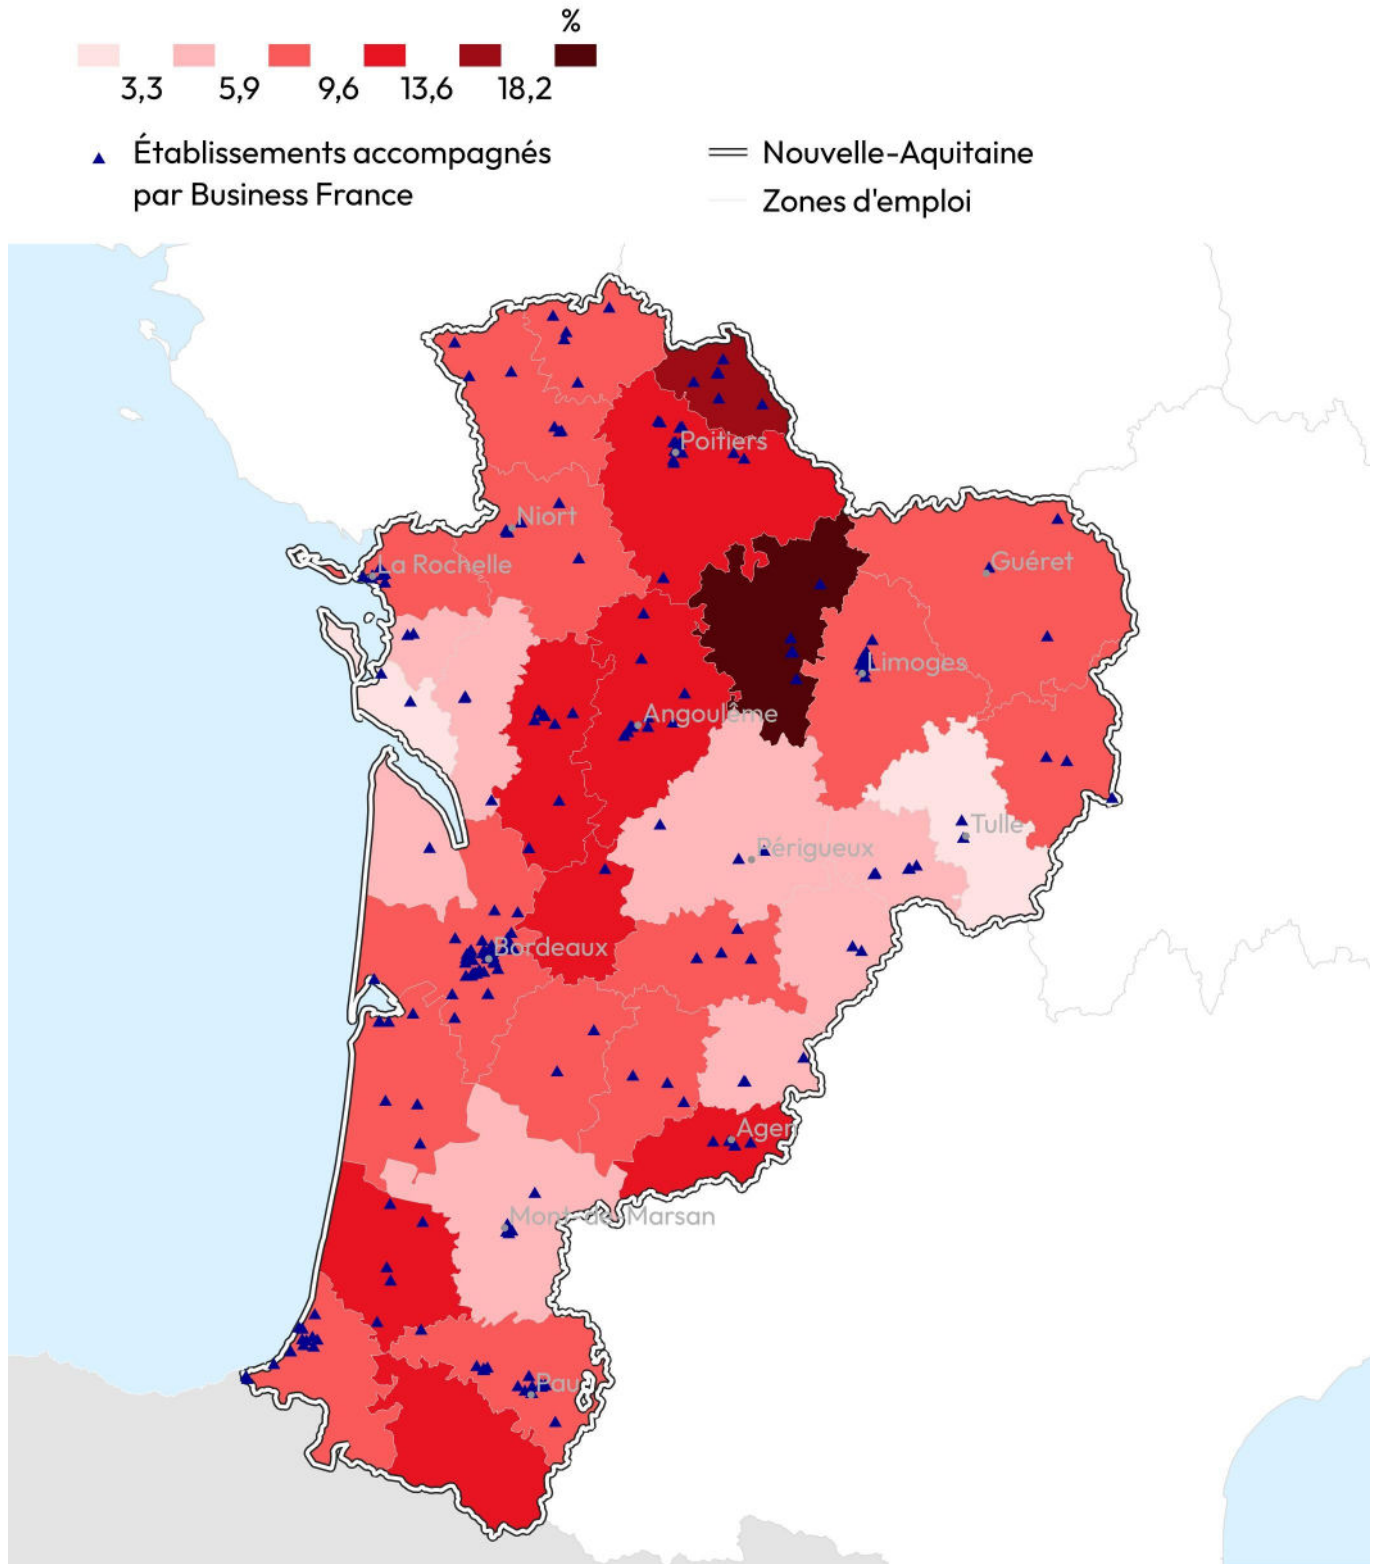 %
3,3 5,9 9,6 13,6 18,2
Établissements accompagnés
par Business France
Nouvelle-Aquitaine
Zones d'emploi
Poitiers
Niort
La Rochelle
Guéret
Limoges
Angoulême
Tulle
Périgueux
Bordeaux
Agen
Mont-de-Marsan
Pau